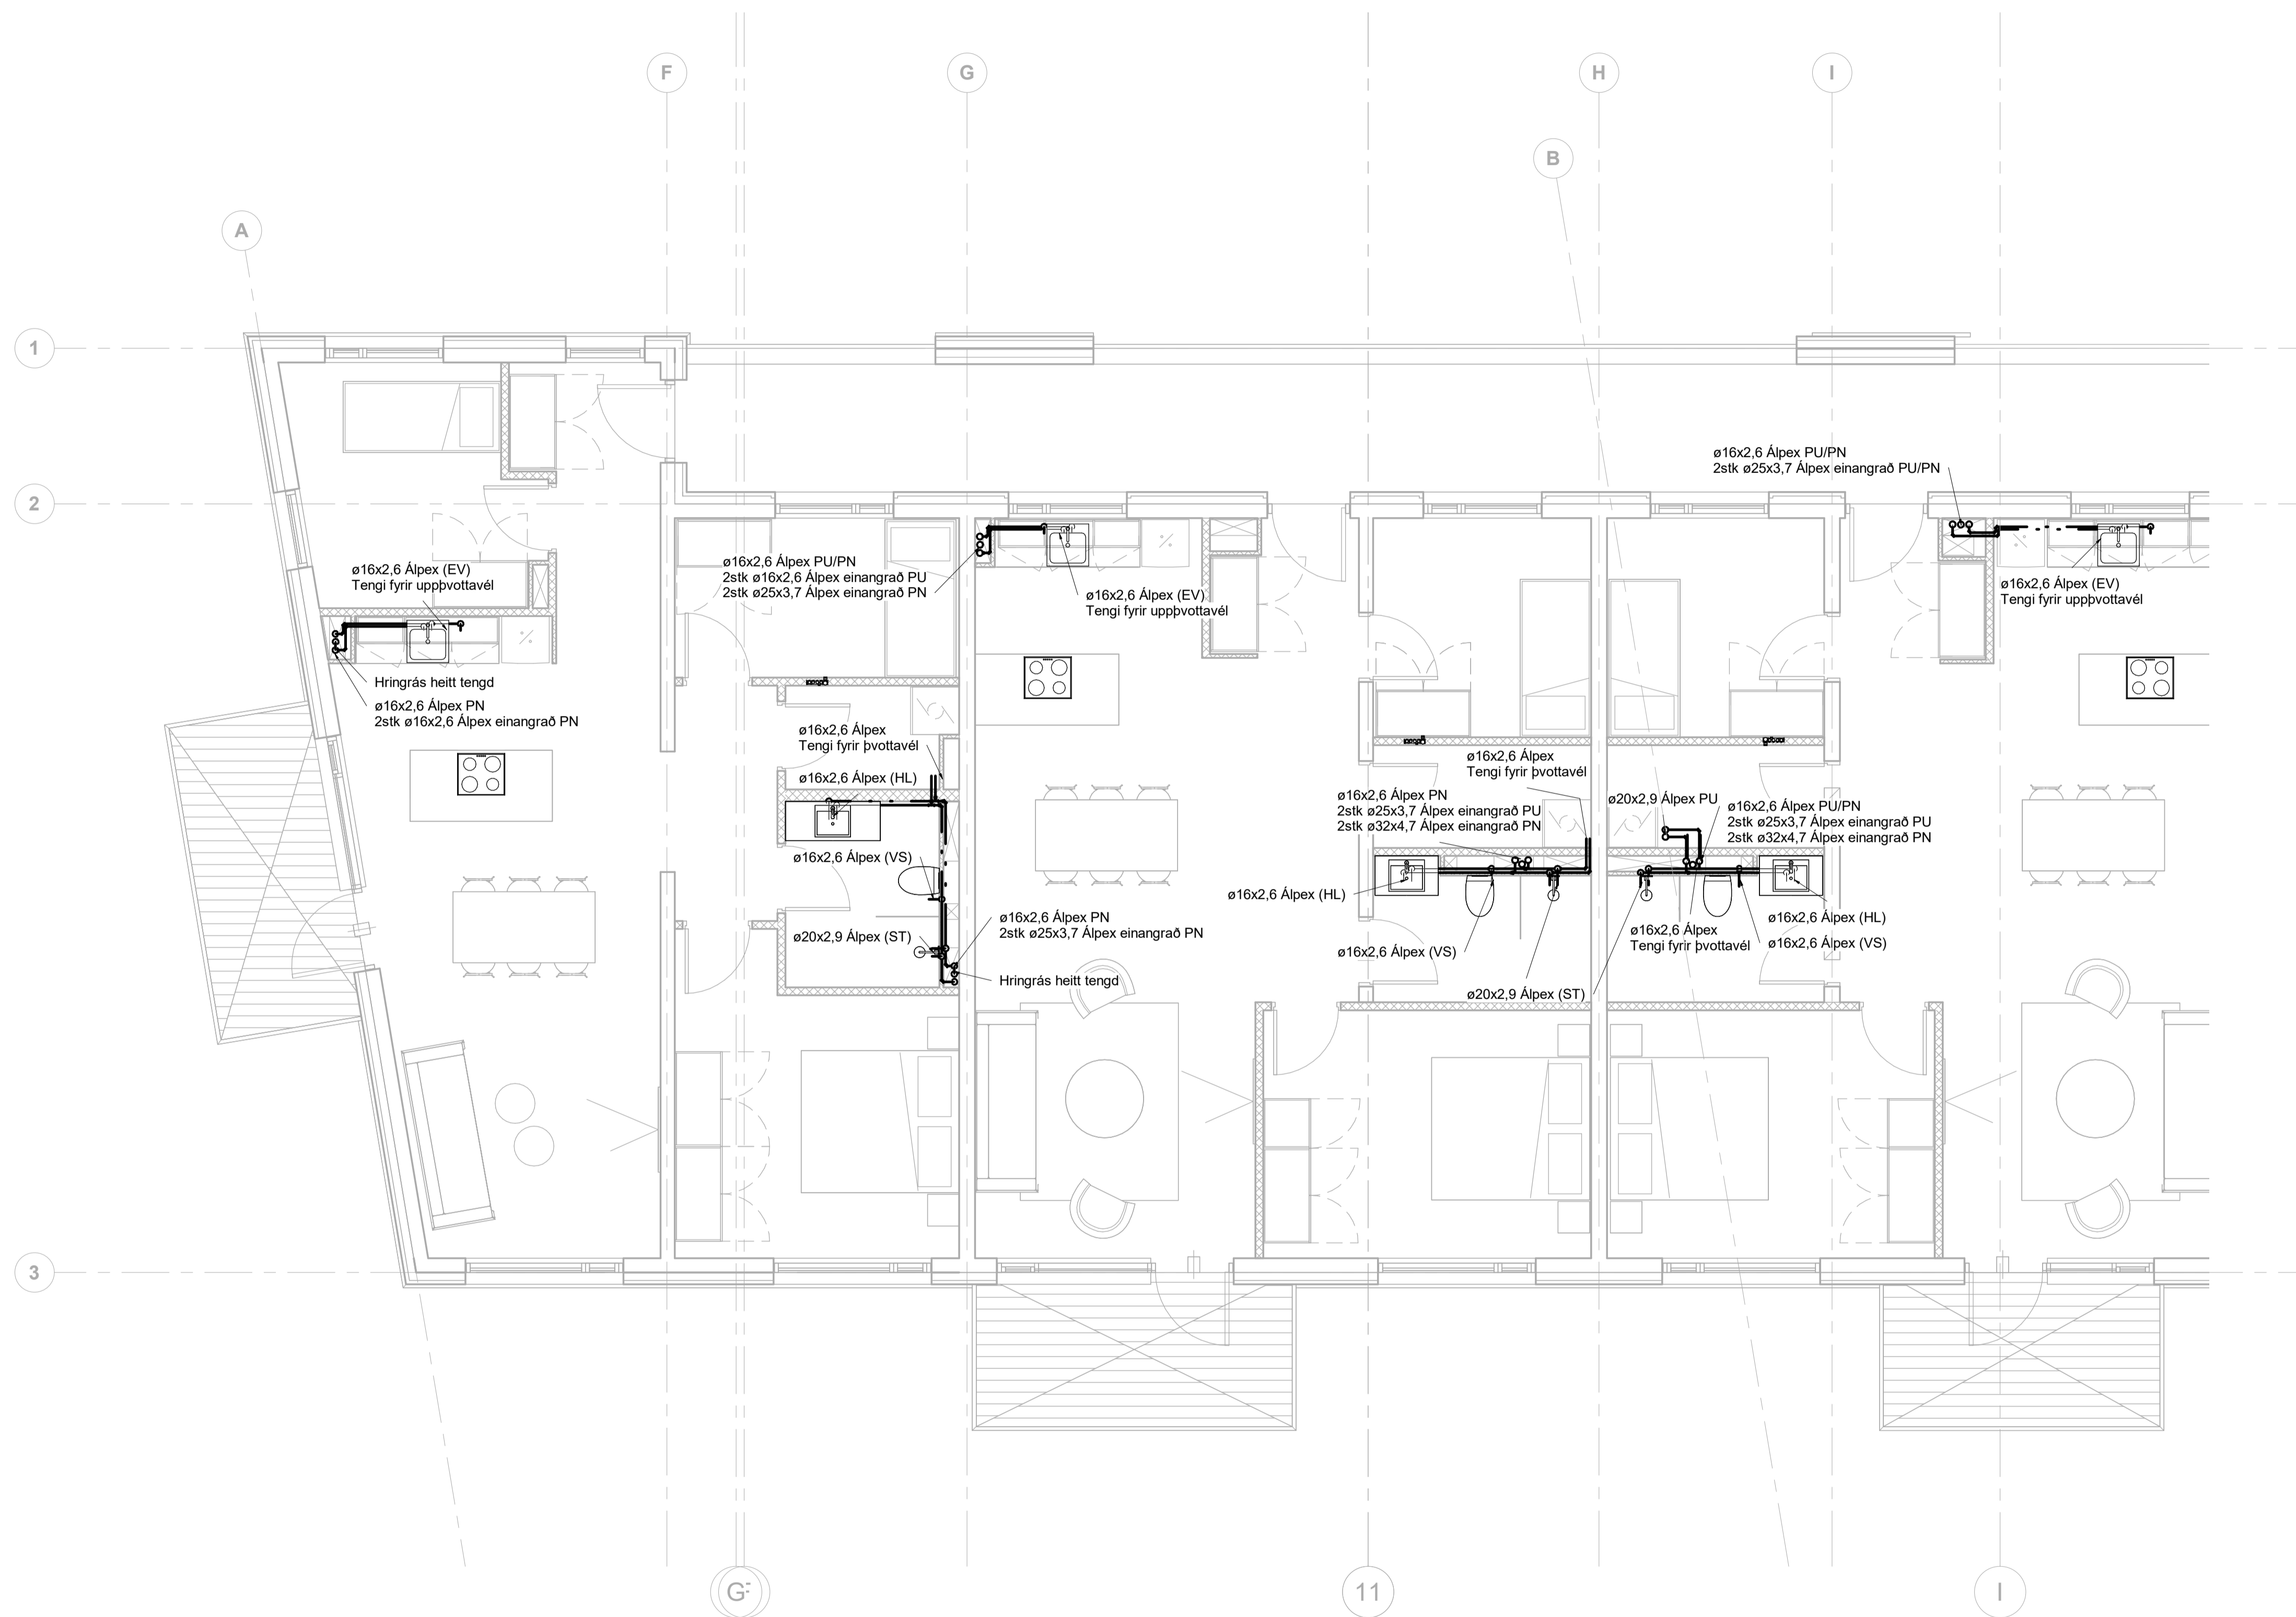 F
G
H
I
B
A
1
2
3
ø16x2,6 Álpex PU/PN
2stk ø25x3,7 Álpex einangrað PU/PN
ø16x2,6 Álpex (EV)
Tengi fyrir uppþvottavél
ø16x2,6 Álpex PU/PN
2stk ø16x2,6 Álpex einangrað PU
2stk ø25x3,7 Álpex einangrað PN
ø16x2,6 Álpex (EV)
Tengi fyrir uppþvottavél
ø16x2,6 Álpex (EV)
Tengi fyrir uppþvottavél
Hringrás heitt tengd
ø16x2,6 Álpex PN
2stk ø16x2,6 Álpex einangrað PN
ø16x2,6 Álpex
Tengi fyrir þvottavél
ø16x2,6 Álpex (HL)
ø16x2,6 Álpex (VS)
ø20x2,9 Álpex (ST)
ø16x2,6 Álpex PN
2stk ø25x3,7 Álpex einangrað PN
Hringrás heitt tengd
ø16x2,6 Álpex
Tengi fyrir þvottavél
ø16x2,6 Álpex PN
2stk ø25x3,7 Álpex einangrað PU
2stk ø32x4,7 Álpex einangrað PN
ø20x2,9 Álpex PU
ø16x2,6 Álpex PU/PN
2stk ø25x3,7 Álpex einangrað PU
2stk ø32x4,7 Álpex einangrað PN
ø16x2,6 Álpex (HL)
ø16x2,6 Álpex (VS)
ø20x2,9 Álpex (ST)
ø16x2,6 Álpex
Tengi fyrir þvottavél
ø16x2,6 Álpex (HL)
ø16x2,6 Álpex (VS)
G
11
I